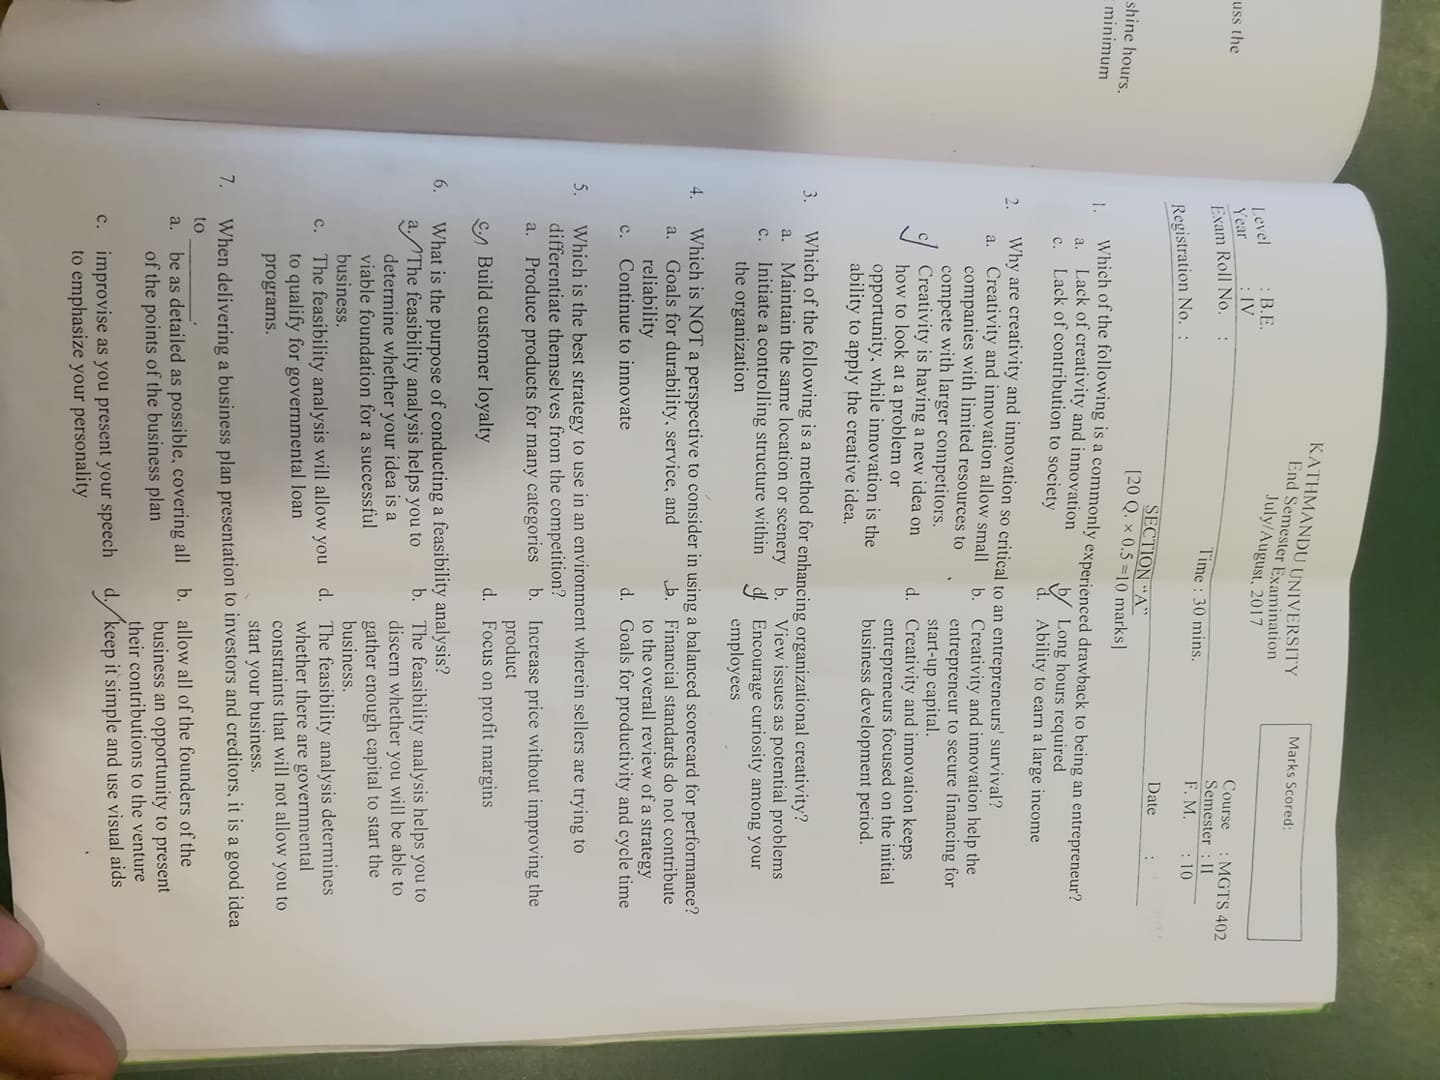 uss the
shine hours.
minimum
KATHMANDU UNIVERSITY
End Semester Examination
July/August, 2017
Marks Scored:
Level : B.E.
Year : IV
Exam Roll No. :
Registration No. :
Time : 30 mins.
Course : MGTS 402
Semester : II
F. M. : 10
Date :
SECTION "A"
[20 Q. × 0.5 = 10 marks]
1. Which of the following is a commonly experienced drawback to being an entrepreneur?
a. Lack of creativity and innovation b. Long hours required
c. Lack of contribution to society d. Ability to earn a large income
2. Why are creativity and innovation so critical to an entrepreneurs' survival?
a. Creativity and innovation allow small
companies with limited resources to
compete with larger competitors.
b. Creativity and innovation help the
entrepreneur to secure financing for
start-up capital.
c. Creativity is having a new idea on
how to look at a problem or
opportunity, while innovation is the
ability to apply the creative idea.
d. Creativity and innovation keeps
entrepreneurs focused on the initial
business development period.
3. Which of the following is a method for enhancing organizational creativity?
a. Maintain the same location or scenery b. View issues as potential problems
c. Initiate a controlling structure within
the organization
d. Encourage curiosity among your
employees
4. Which is NOT a perspective to consider in using a balanced scorecard for performance?
a. Goals for durability, service, and
reliability
b. Financial standards do not contribute
to the overall review of a strategy
c. Continue to innovate d. Goals for productivity and cycle time
5. Which is the best strategy to use in an environment wherein sellers are trying to
differentiate themselves from the competition?
a. Produce products for many categories b. Increase price without improving the
product
c. Build customer loyalty d. Focus on profit margins
6. What is the purpose of conducting a feasibility analysis?
a. The feasibility analysis helps you to
determine whether your idea is a
viable foundation for a successful
business.
b. The feasibility analysis helps you to
discern whether you will be able to
gather enough capital to start the
business.
c. The feasibility analysis will allow you
to qualify for governmental loan
programs.
d. The feasibility analysis determines
whether there are governmental
constraints that will not allow you to
start your business.
7. When delivering a business plan presentation to investors and creditors, it is a good idea
to ________.
a. be as detailed as possible, covering all
of the points of the business plan
b. allow all of the founders of the
business an opportunity to present
their contributions to the venture
c. improvise as you present your speech
to emphasize your personality
d. keep it simple and use visual aids